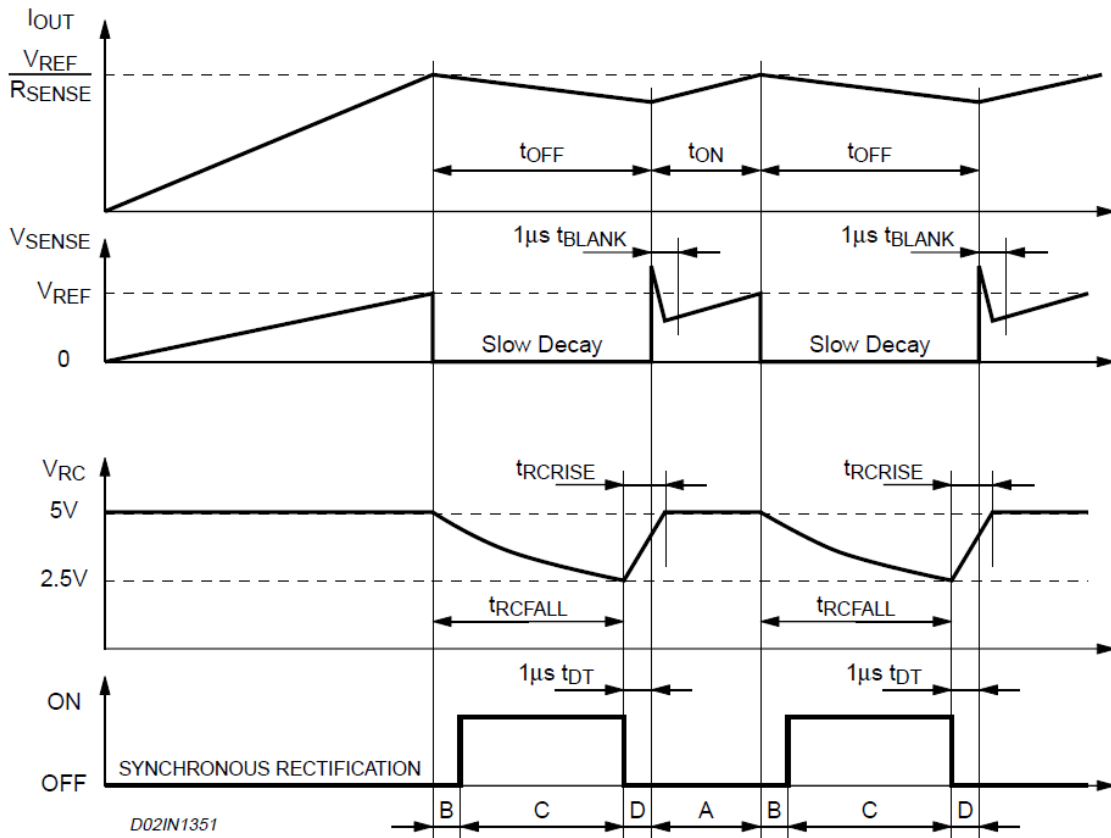 IOUT
VREF
RSENSE
tOFF tON tOFF
VSENSE
1μs tBLANK 1μs tBLANK
VREF
Slow Decay Slow Decay
0
VRC
tRCRISE tRCRISE
5V
2.5V
tRCFALL tRCFALL
1μs tDT 1μs tDT
ON
SYNCHRONOUS RECTIFICATION
OFF
B C D A B C D
D02IN1351